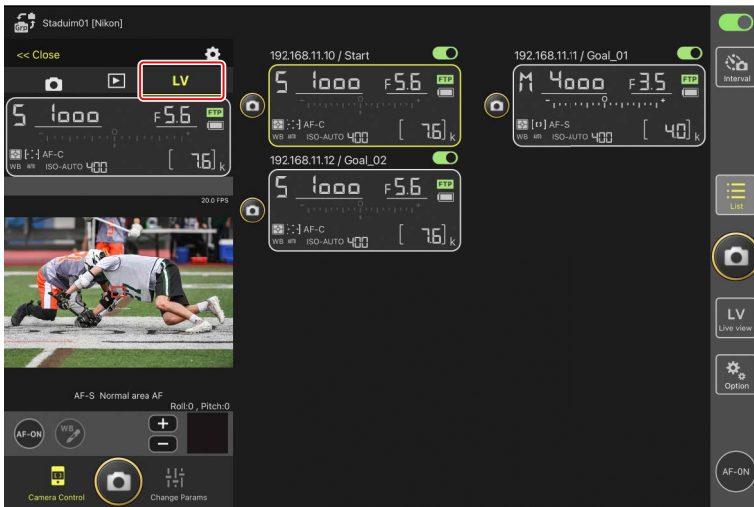 Grp
Staduim01 [Nikon]
<< Close
LV
S 1000 F5.6 FTP
AF-C
WB ISO-AUTO 400 [ 7.6] k
20.0 FPS
AF-S Normal area AF
Roll:0 , Pitch:0
AF-ON
WB
+
−
Camera Control
Change Params
192.168.11.10 / Start
S 1000 F5.6 FTP
AF-C
WB ISO-AUTO 400 [ 7.6] k
192.168.11.11 / Goal_01
M 4000 F3.5 FTP
AF-S
WB ISO-AUTO 400 [ 4.0] k
192.168.11.12 / Goal_02
S 1000 F5.6 FTP
AF-C
WB ISO-AUTO 400 [ 7.6] k
Interval
List
LV
Live view
Option
AF-ON